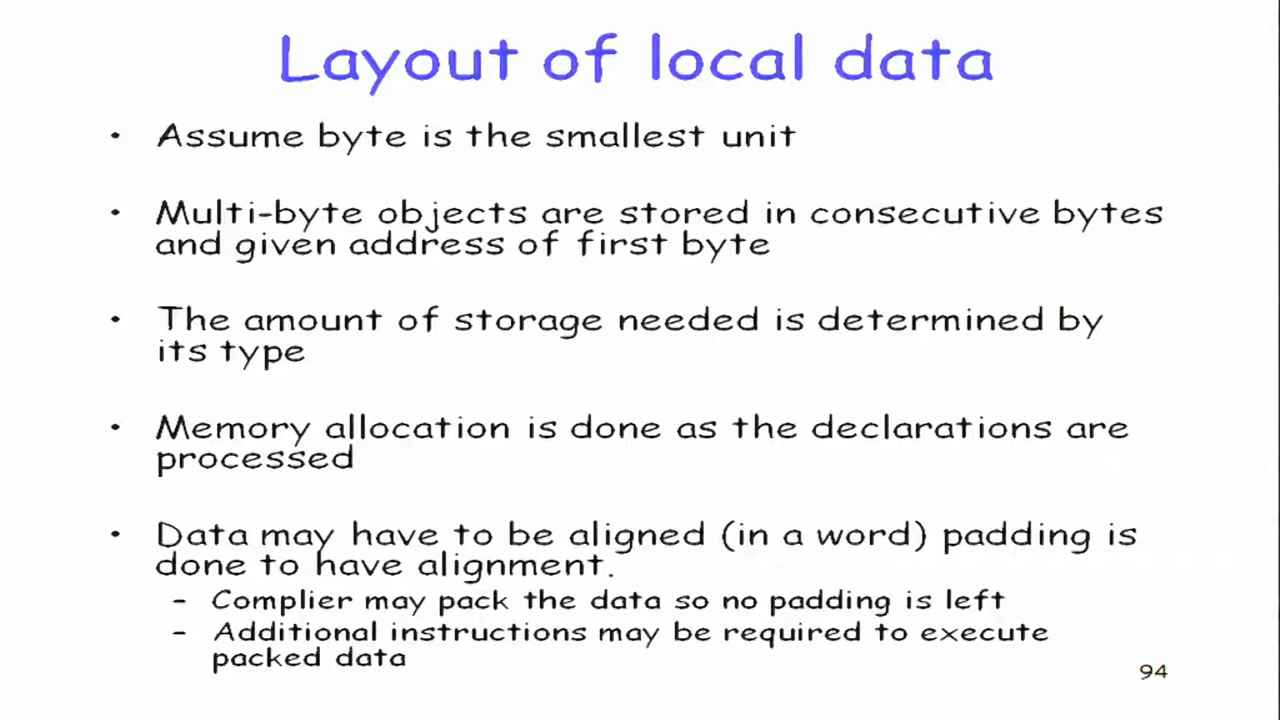 Layout of local data
• Assume byte is the smallest unit
• Multi-byte objects are stored in consecutive bytes
and given address of first byte
• The amount of storage needed is determined by
its type
• Memory allocation is done as the declarations are
processed
• Data may have to be aligned (in a word) padding is
done to have alignment.
– Complier may pack the data so no padding is left
– Additional instructions may be required to execute
packed data
94